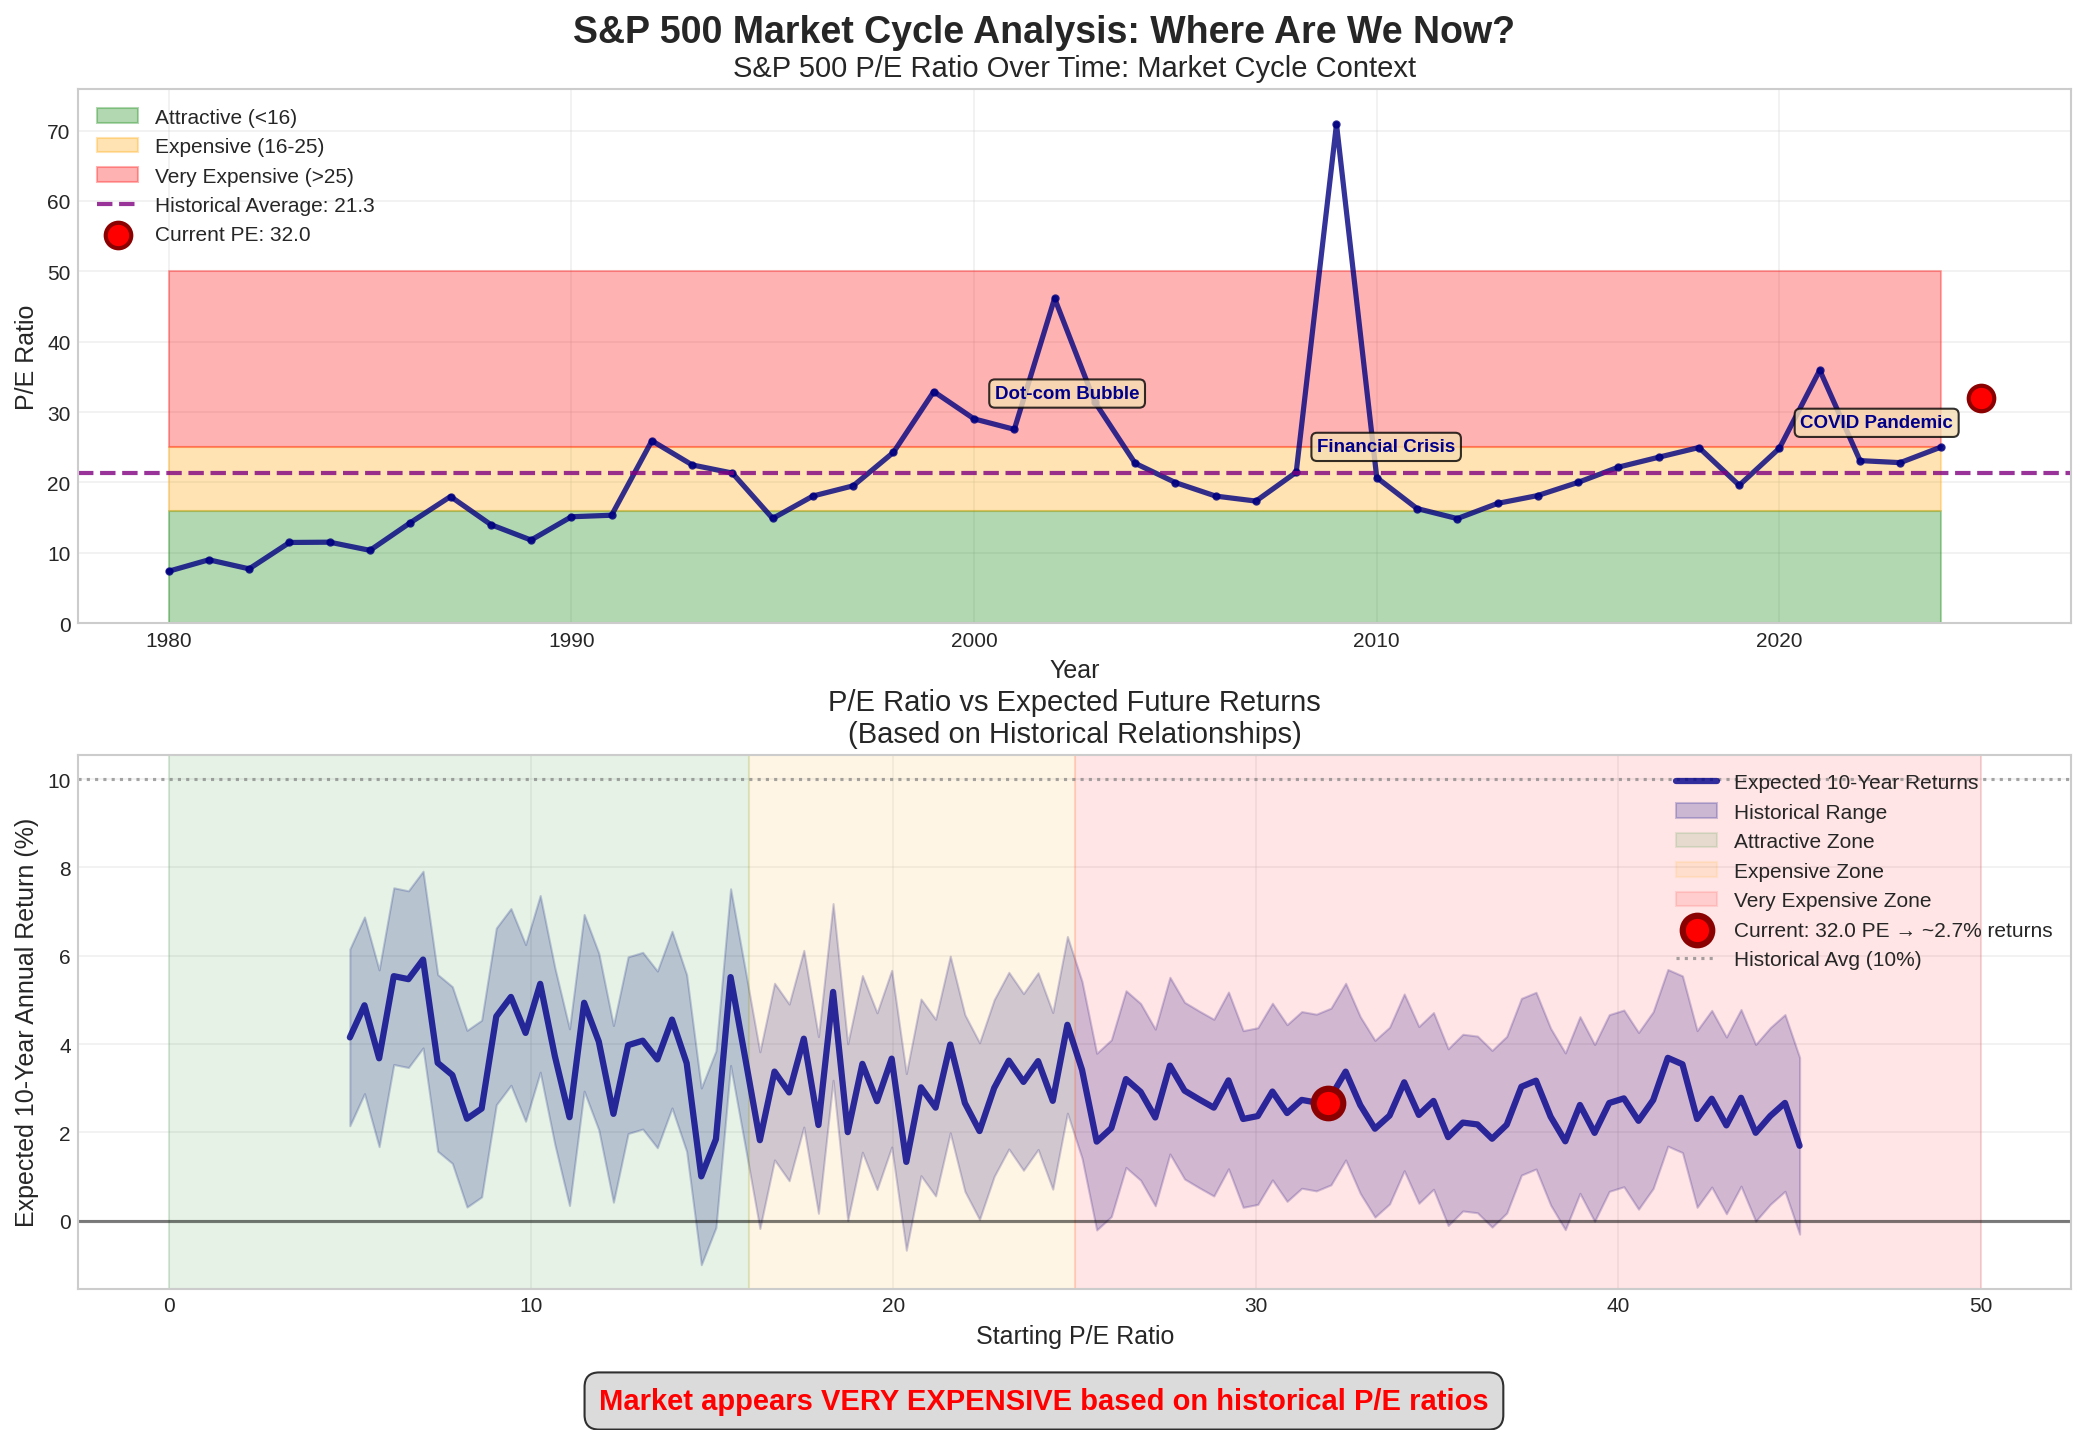 S&P 500 Market Cycle Analysis: Where Are We Now?
S&P 500 P/E Ratio Over Time: Market Cycle Context
Attractive (<16)
Expensive (16-25)
Very Expensive (>25)
Historical Average: 21.3
Current PE: 32.0
P/E Ratio
70
60
50
40
30
20
10
0
Dot-com Bubble
Financial Crisis
COVID Pandemic
1980
1990
2000
2010
2020
Year
P/E Ratio vs Expected Future Returns
(Based on Historical Relationships)
Expected 10-Year Annual Return (%)
10
8
6
4
2
0
Expected 10-Year Returns
Historical Range
Attractive Zone
Expensive Zone
Very Expensive Zone
Current: 32.0 PE → ~2.7% returns
Historical Avg (10%)
0
10
20
30
40
50
Starting P/E Ratio
Market appears VERY EXPENSIVE based on historical P/E ratios